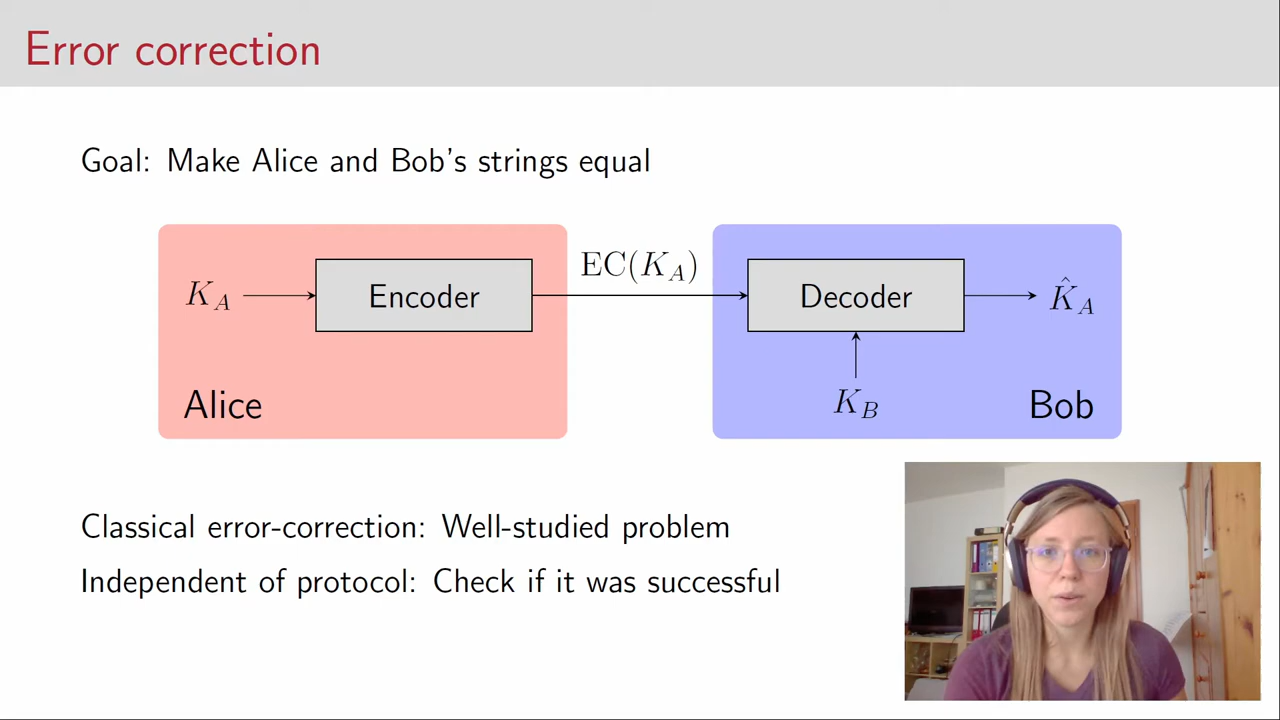 Error correction
Goal: Make Alice and Bob's strings equal
EC(K_A)
K_A
Encoder
Decoder
K̂_A
K_B
Alice
Bob
Classical error-correction: Well-studied problem
Independent of protocol: Check if it was successful